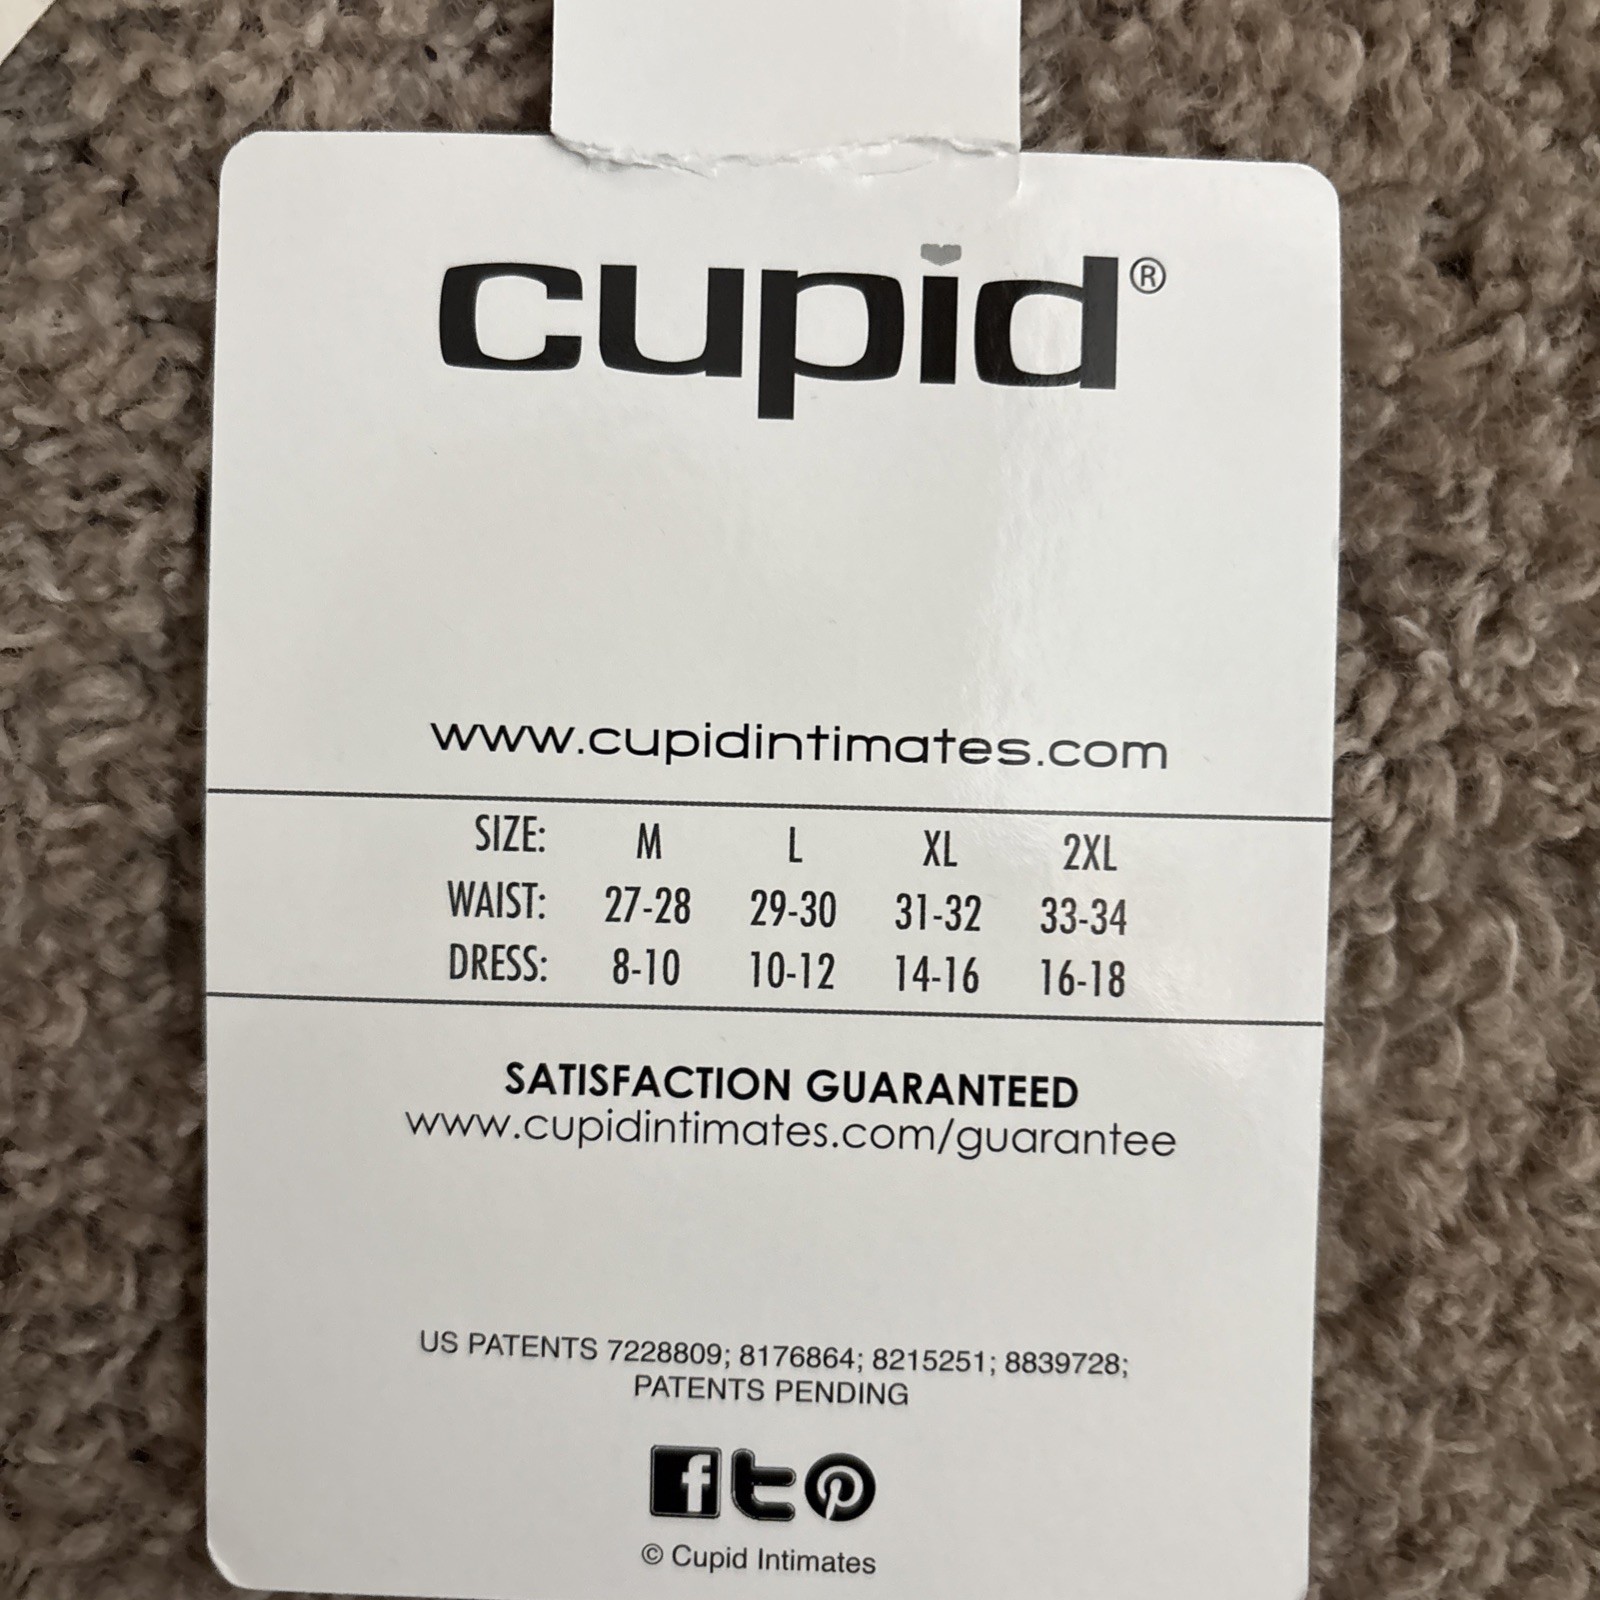 cupid®
www.cupidintimates.com
SIZE: M L XL 2XL
WAIST: 27-28 29-30 31-32 33-34
DRESS: 8-10 10-12 14-16 16-18
SATISFACTION GUARANTEED
www.cupidintimates.com/guarantee
US PATENTS 7228809; 8176864; 8215251; 8839728;
PATENTS PENDING
f t p
© Cupid Intimates